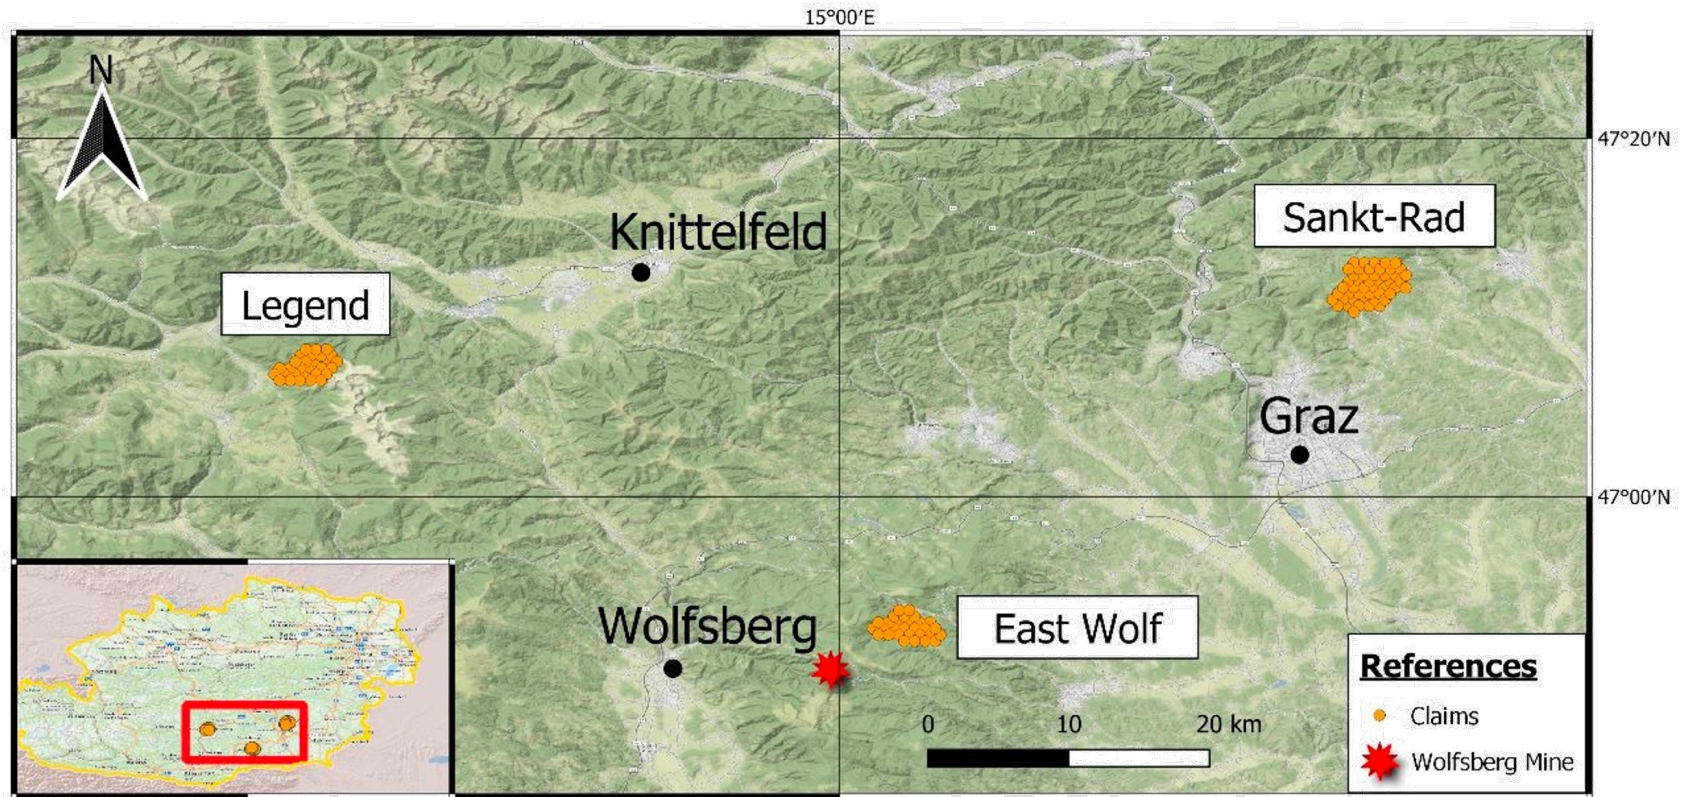 15°00'E
N
47°20'N
Sankt-Rad
Knittelfeld
Legend
Graz
47°00'N
Wolfsberg
East Wolf
0 10 20 km
References
Claims
Wolfsberg Mine